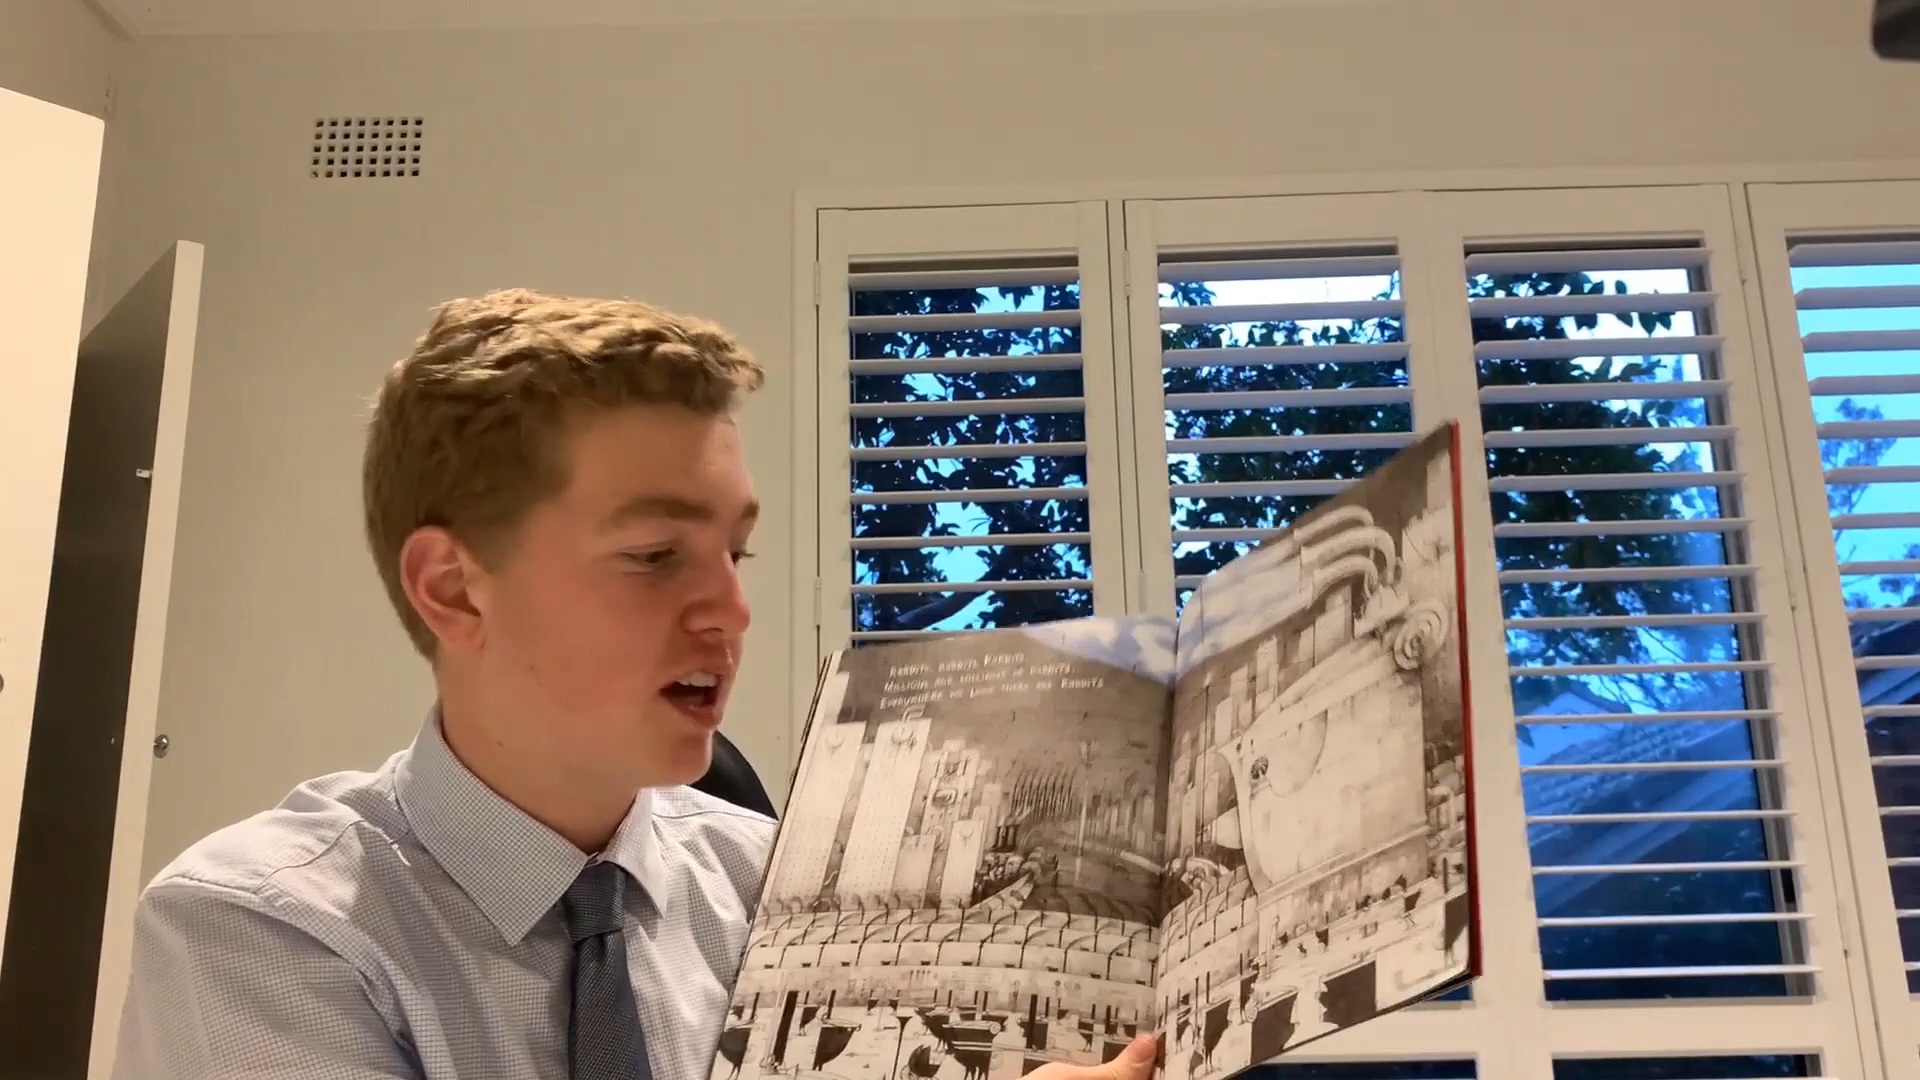 Rabbits, rabbits, Rabbits.
Millions and millions of rabbits.
Everywhere we look there are Rabbits